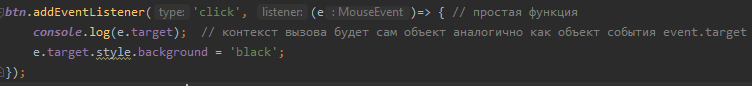 btn.addEventListener( type: 'click', listener: (e : MouseEvent )=> { // простая функция
console.log(e.target); // контекст вызова будет сам объект аналогично как объект события event.target
e.target.style.background = 'black';
});